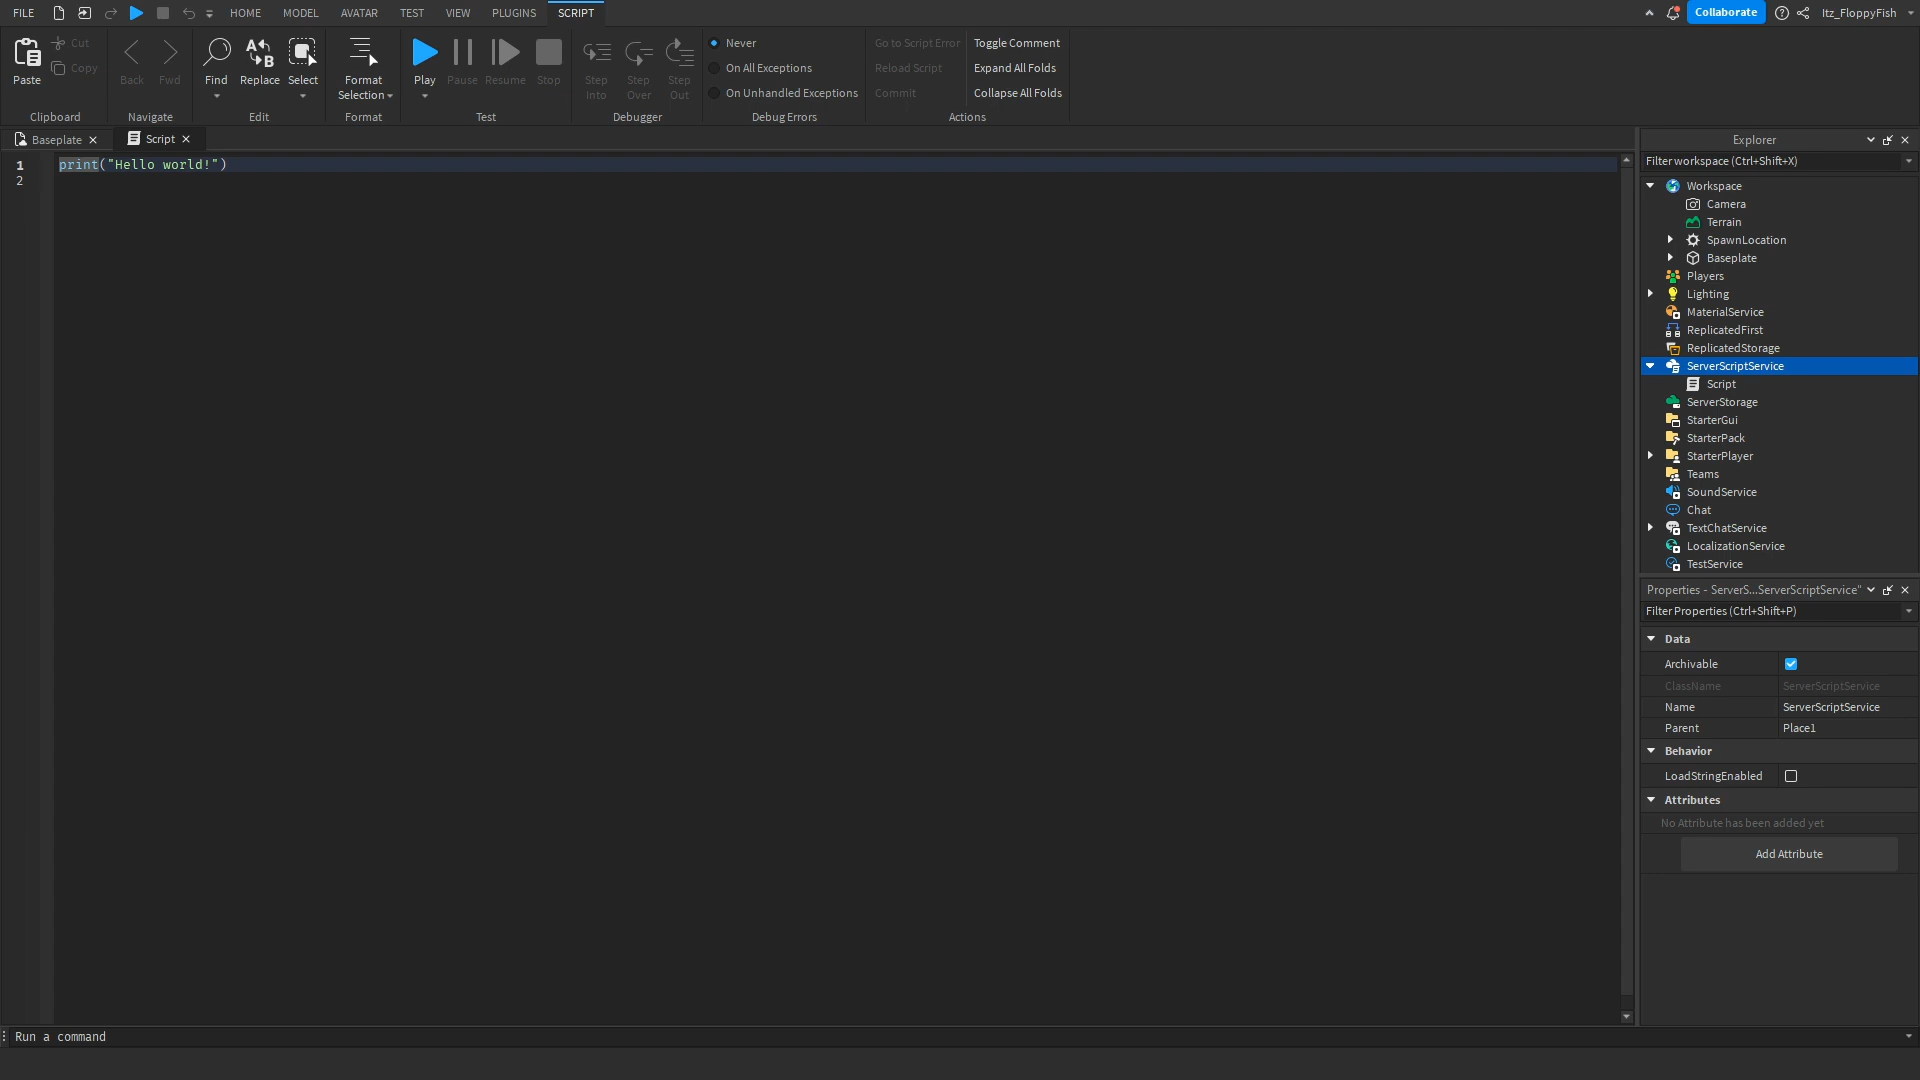 FILE HOME MODEL AVATAR TEST VIEW PLUGINS SCRIPT Collaborate Itz_FloppyFish
Paste Cut Copy
Back Fwd
Find Replace Select
Format Selection
Play Pause Resume Stop
Step Into Step Over Step Out
Never
On All Exceptions
On Unhandled Exceptions
Go to Script Error
Reload Script
Commit
Toggle Comment
Expand All Folds
Collapse All Folds
Clipboard Navigate Edit Format Test Debugger Debug Errors Actions
Baseplate Script
1 print("Hello world!")
2
Explorer
Filter workspace (Ctrl+Shift+X)
Workspace
Camera
Terrain
SpawnLocation
Baseplate
Players
Lighting
MaterialService
ReplicatedFirst
ReplicatedStorage
ServerScriptService
Script
ServerStorage
StarterGui
StarterPack
StarterPlayer
Teams
SoundService
Chat
TextChatService
LocalizationService
TestService
Properties - ServerS...ServerScriptService"
Filter Properties (Ctrl+Shift+P)
Data
Archivable
ClassName ServerScriptService
Name ServerScriptService
Parent Place1
Behavior
LoadStringEnabled
Attributes
No Attribute has been added yet
Add Attribute
Run a command